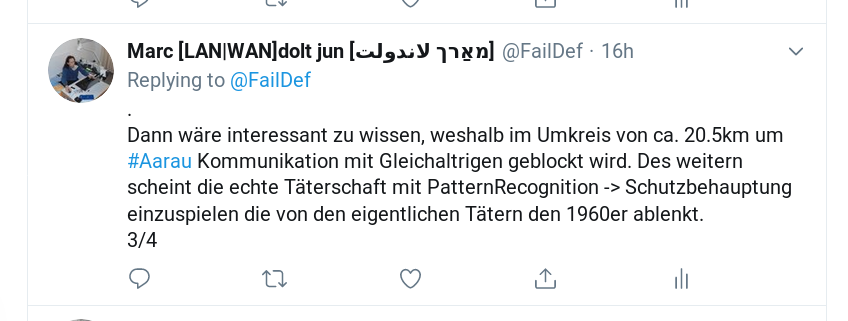 Marc [LAN|WAN]dolt jun [מאַרך لاندولت] @FailDef · 16h
Replying to @FailDef
.
Dann wäre interessant zu wissen, weshalb im Umkreis von ca. 20.5km um
#Aarau Kommunikation mit Gleichaltrigen geblockt wird. Des weitern
scheint die echte Täterschaft mit PatternRecognition -> Schutzbehauptung
einzuspielen die von den eigentlichen Tätern den 1960er ablenkt.
3/4